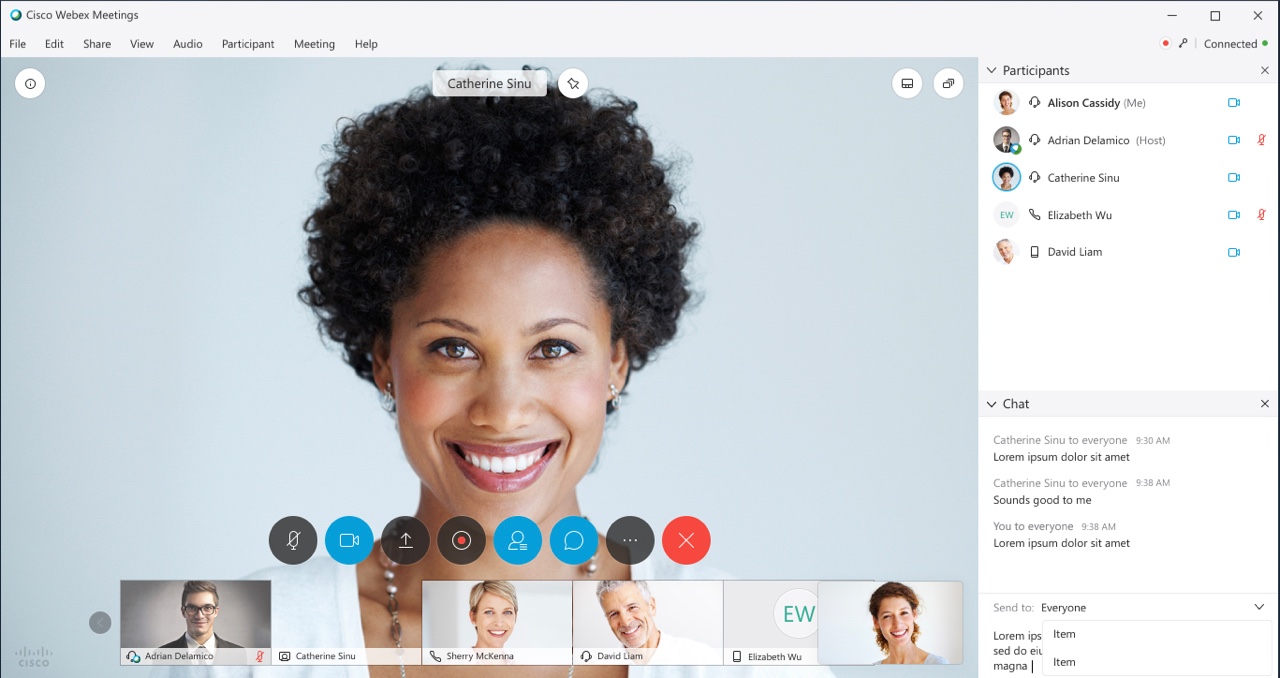 Cisco Webex Meetings
File Edit Share View Audio Participant Meeting Help
Connected
Catherine Sinu
Participants
Alison Cassidy (Me)
Adrian Delamico (Host)
Catherine Sinu
EW Elizabeth Wu
David Liam
Chat
Catherine Sinu to everyone 9:30 AM
Lorem ipsum dolor sit amet
Catherine Sinu to everyone 9:38 AM
Sounds good to me
You to everyone 9:38 AM
Lorem ipsum dolor sit amet
Send to: Everyone
Item
Item
Lorem ips
sed do eiu
magna
EW
Adrian Delamico
Catherine Sinu
Sherry McKenna
David Liam
Elizabeth Wu
CISCO